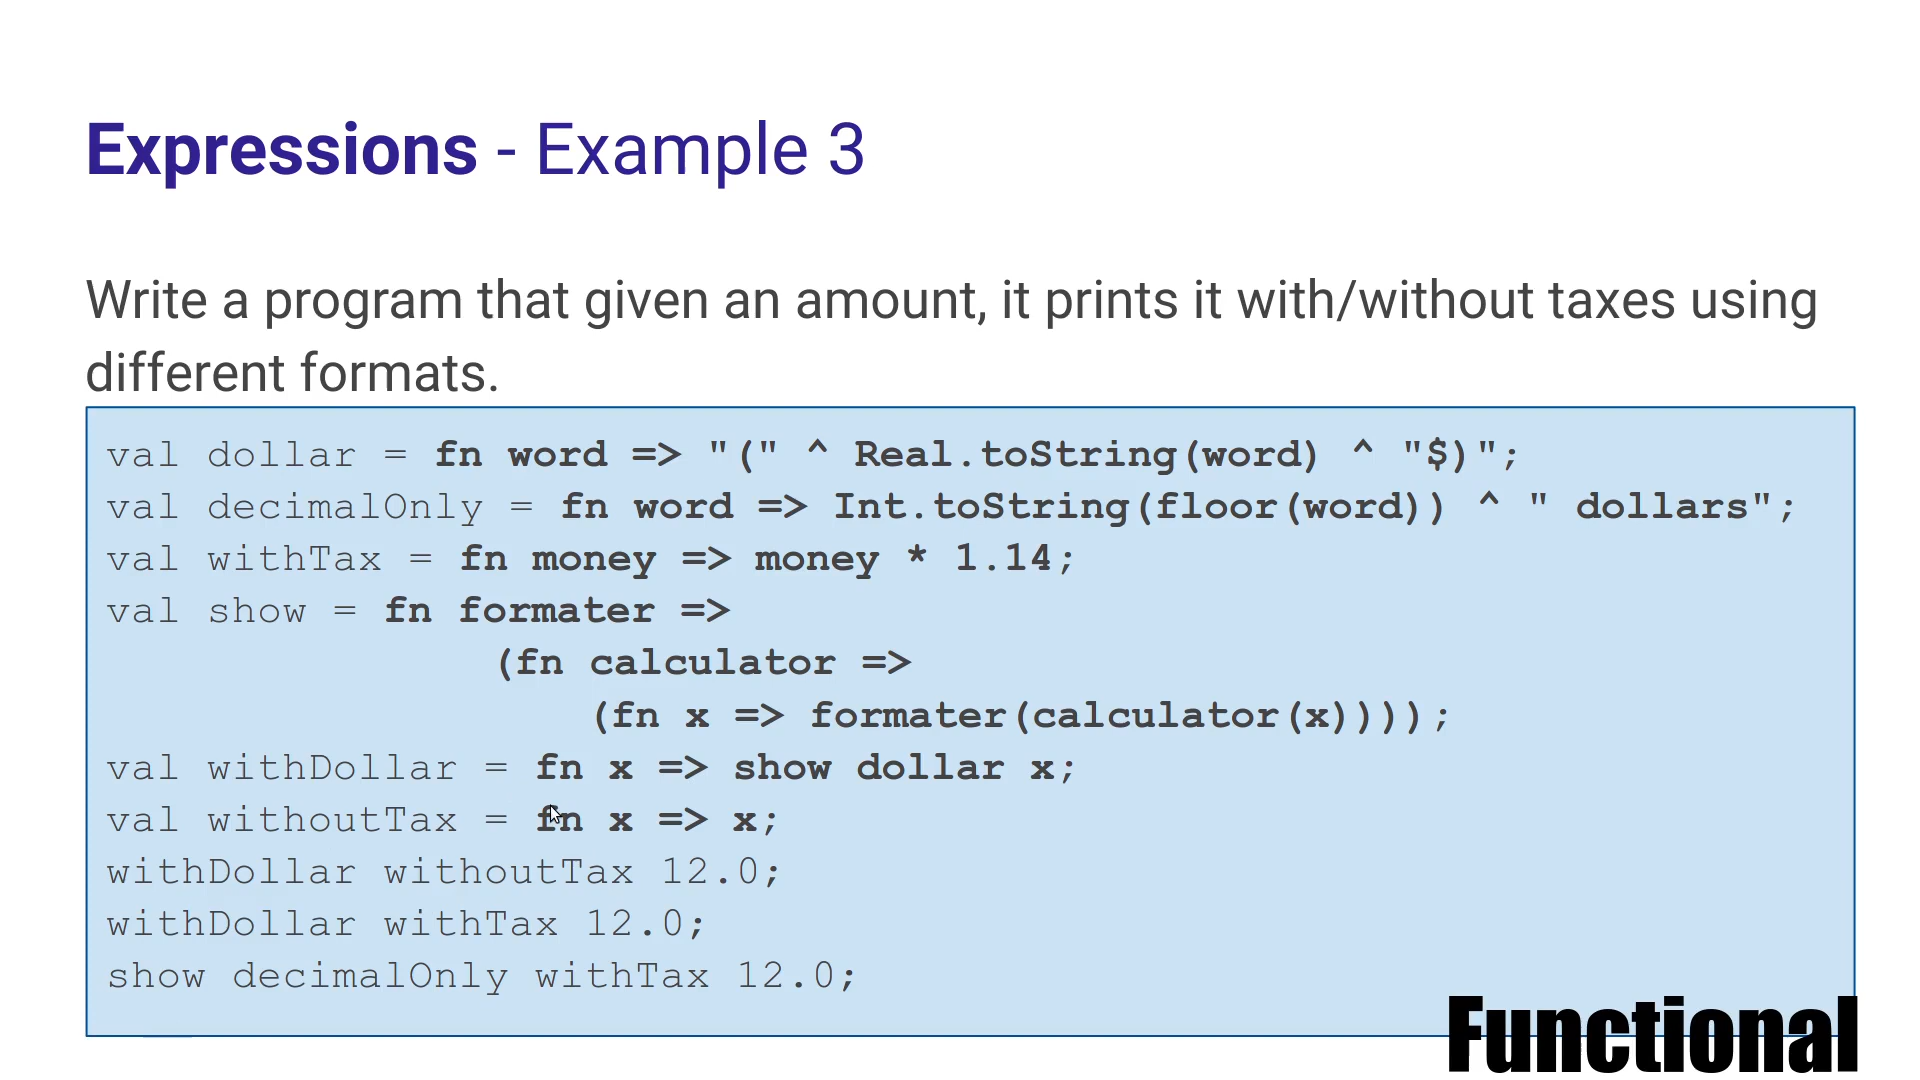 Expressions - Example 3
Write a program that given an amount, it prints it with/without taxes using
different formats.
val dollar = fn word => "(" ^ Real.toString(word) ^ "$)";
val decimalOnly = fn word => Int.toString(floor(word)) ^ " dollars";
val withTax = fn money => money * 1.14;
val show = fn formater =>
(fn calculator =>
(fn x => formater(calculator(x))));
val withDollar = fn x => show dollar x;
val withoutTax = fn x => x;
withDollar withoutTax 12.0;
withDollar withTax 12.0;
show decimalOnly withTax 12.0;
Functional